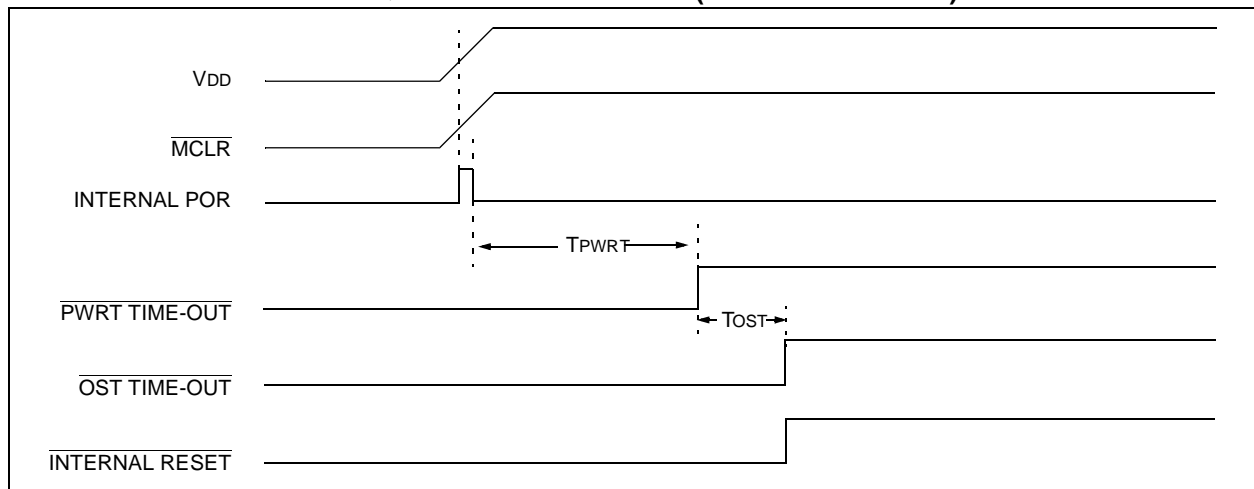 VDD
MCLR
INTERNAL POR
TPWRT
PWRT TIME-OUT
TOST
OST TIME-OUT
INTERNAL RESET